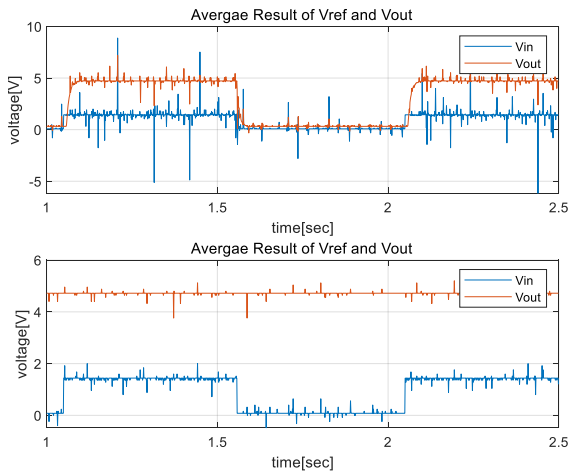 Avergae Result of Vref and Vout
10
5
0
-5
voltage[V]
Vin
Vout
1
1.5
2
2.5
time[sec]
Avergae Result of Vref and Vout
6
4
2
0
voltage[V]
Vin
Vout
1
1.5
2
2.5
time[sec]